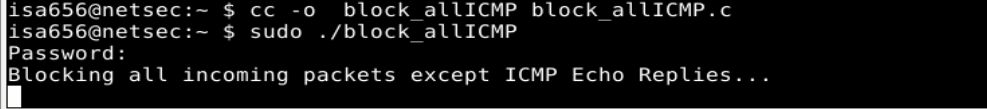 isa656@netsec:~ $ cc -o  block_allICMP block_allICMP.c
isa656@netsec:~ $ sudo ./block_allICMP
Password:
Blocking all incoming packets except ICMP Echo Replies...